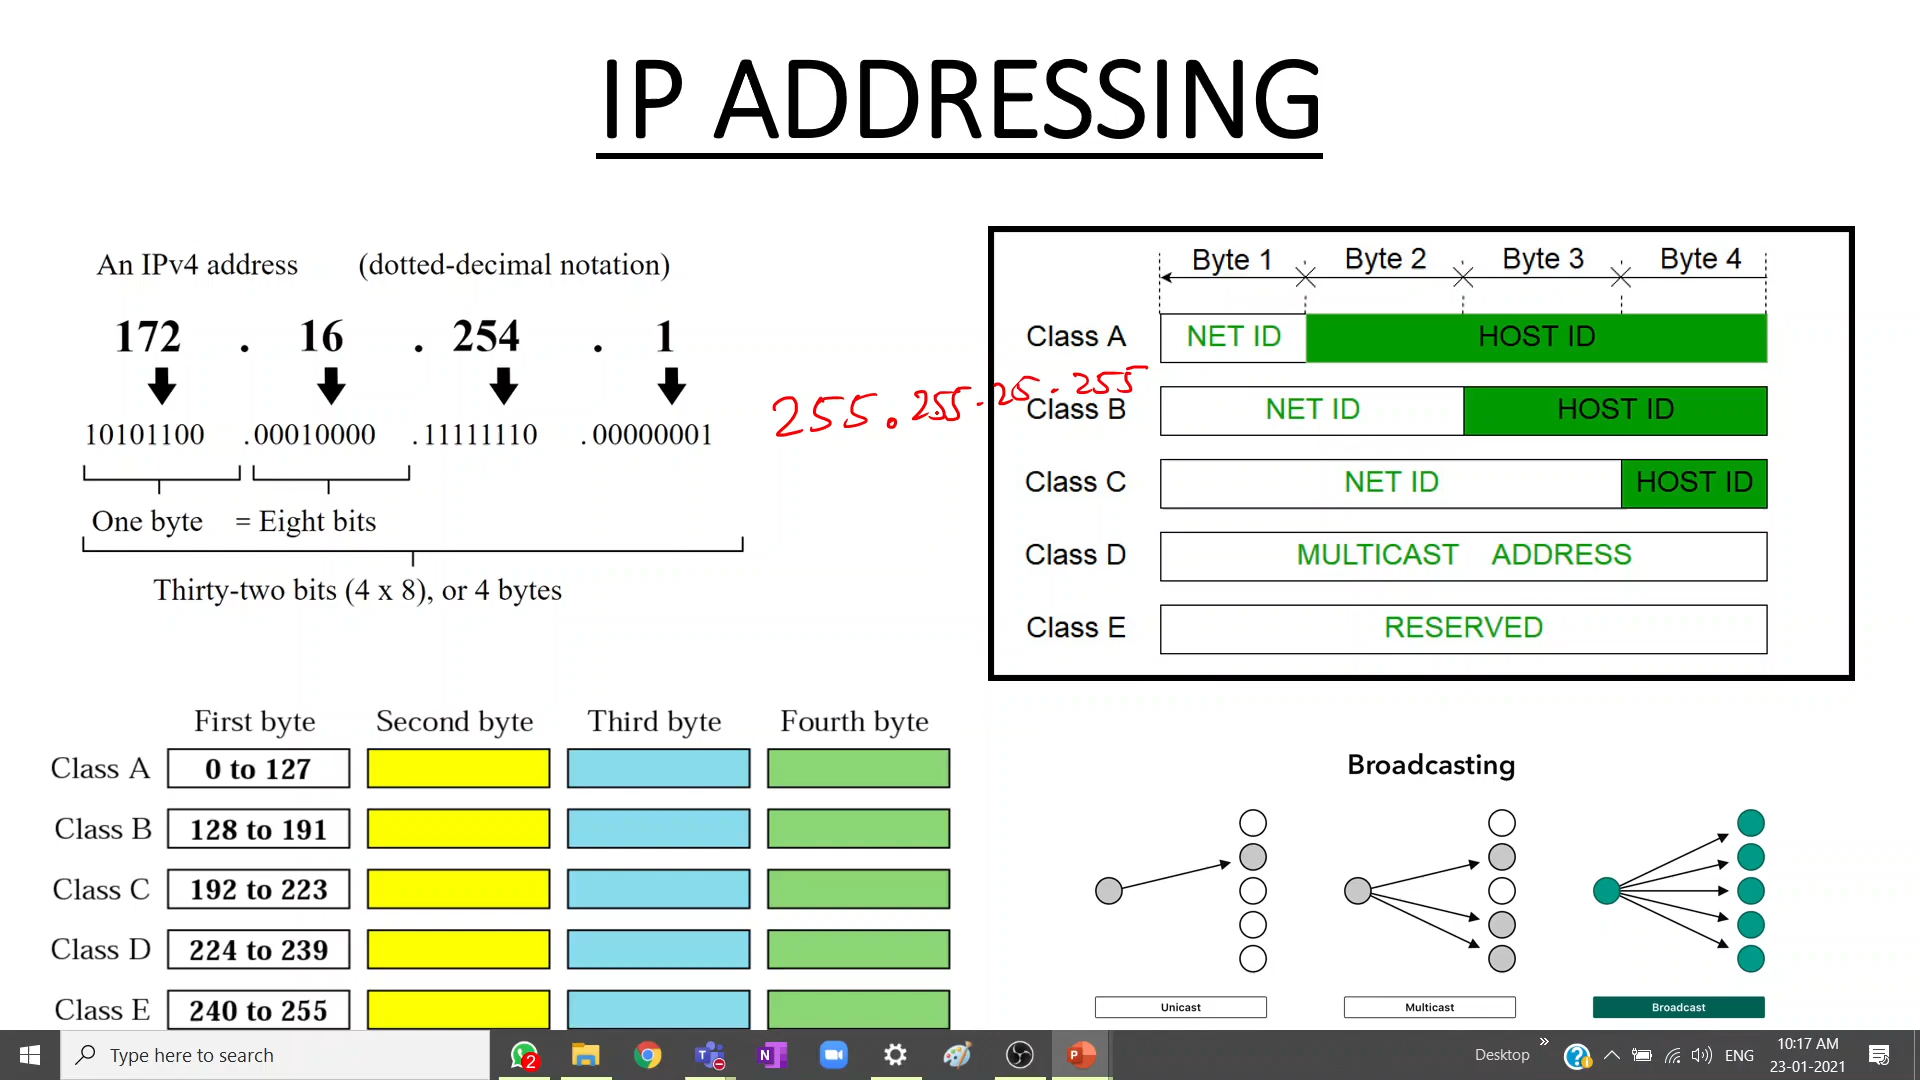 IP ADDRESSING
An IPv4 address (dotted-decimal notation)
172 . 16 . 254 . 1
10101100 .00010000 .11111110 .00000001
One byte = Eight bits
Thirty-two bits (4 x 8), or 4 bytes
255.255.25.255
Byte 1 Byte 2 Byte 3 Byte 4
Class A NET ID HOST ID
Class B NET ID HOST ID
Class C NET ID HOST ID
Class D MULTICAST ADDRESS
Class E RESERVED
First byte Second byte Third byte Fourth byte
Class A 0 to 127
Class B 128 to 191
Class C 192 to 223
Class D 224 to 239
Class E 240 to 255
Broadcasting
Unicast Multicast Broadcast
Type here to search
2
Desktop
ENG
10:17 AM
23-01-2021